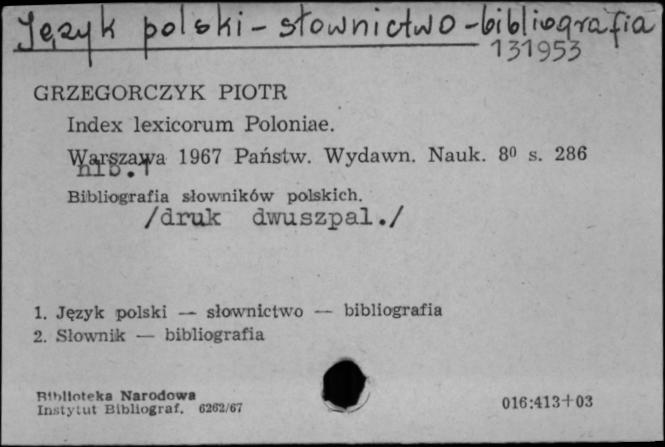 Język polski - słownictwo - bibliografia
131953
GRZEGORCZYK PIOTR
Index lexicorum Poloniae.
Warszawa 1967 Państw. Wydawn. Nauk. 8⁰ s. 286
nlb.1
Bibliografia słowników polskich.
/druk dwuszpal./
1. Język polski — słownictwo — bibliografia
2. Słownik — bibliografia
Biblioteka Narodowa
Instytut Bibliograf. 6262/67
016:413+03